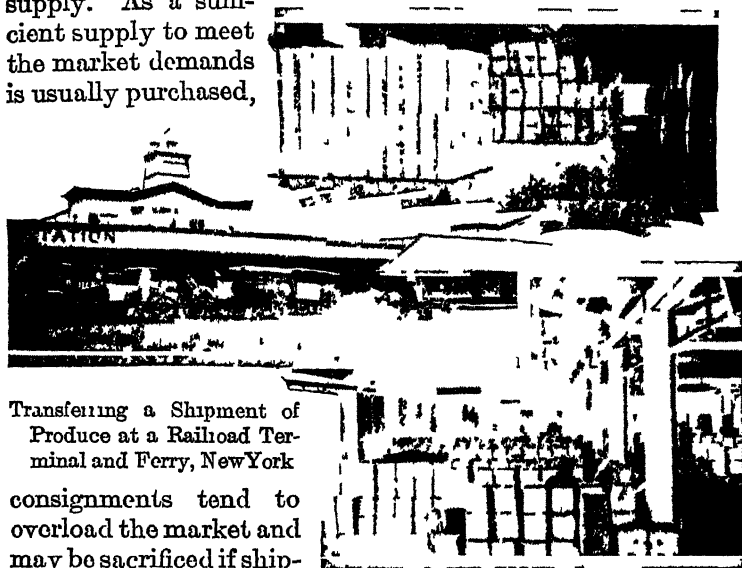 supply. As a suffi-
cient supply to meet
the market demands
is usually purchased,
TATION
Transferring a Shipment of
Produce at a Railroad Ter-
minal and Ferry, New York
consignments tend to
overload the market and
may be sacrificed if ship-